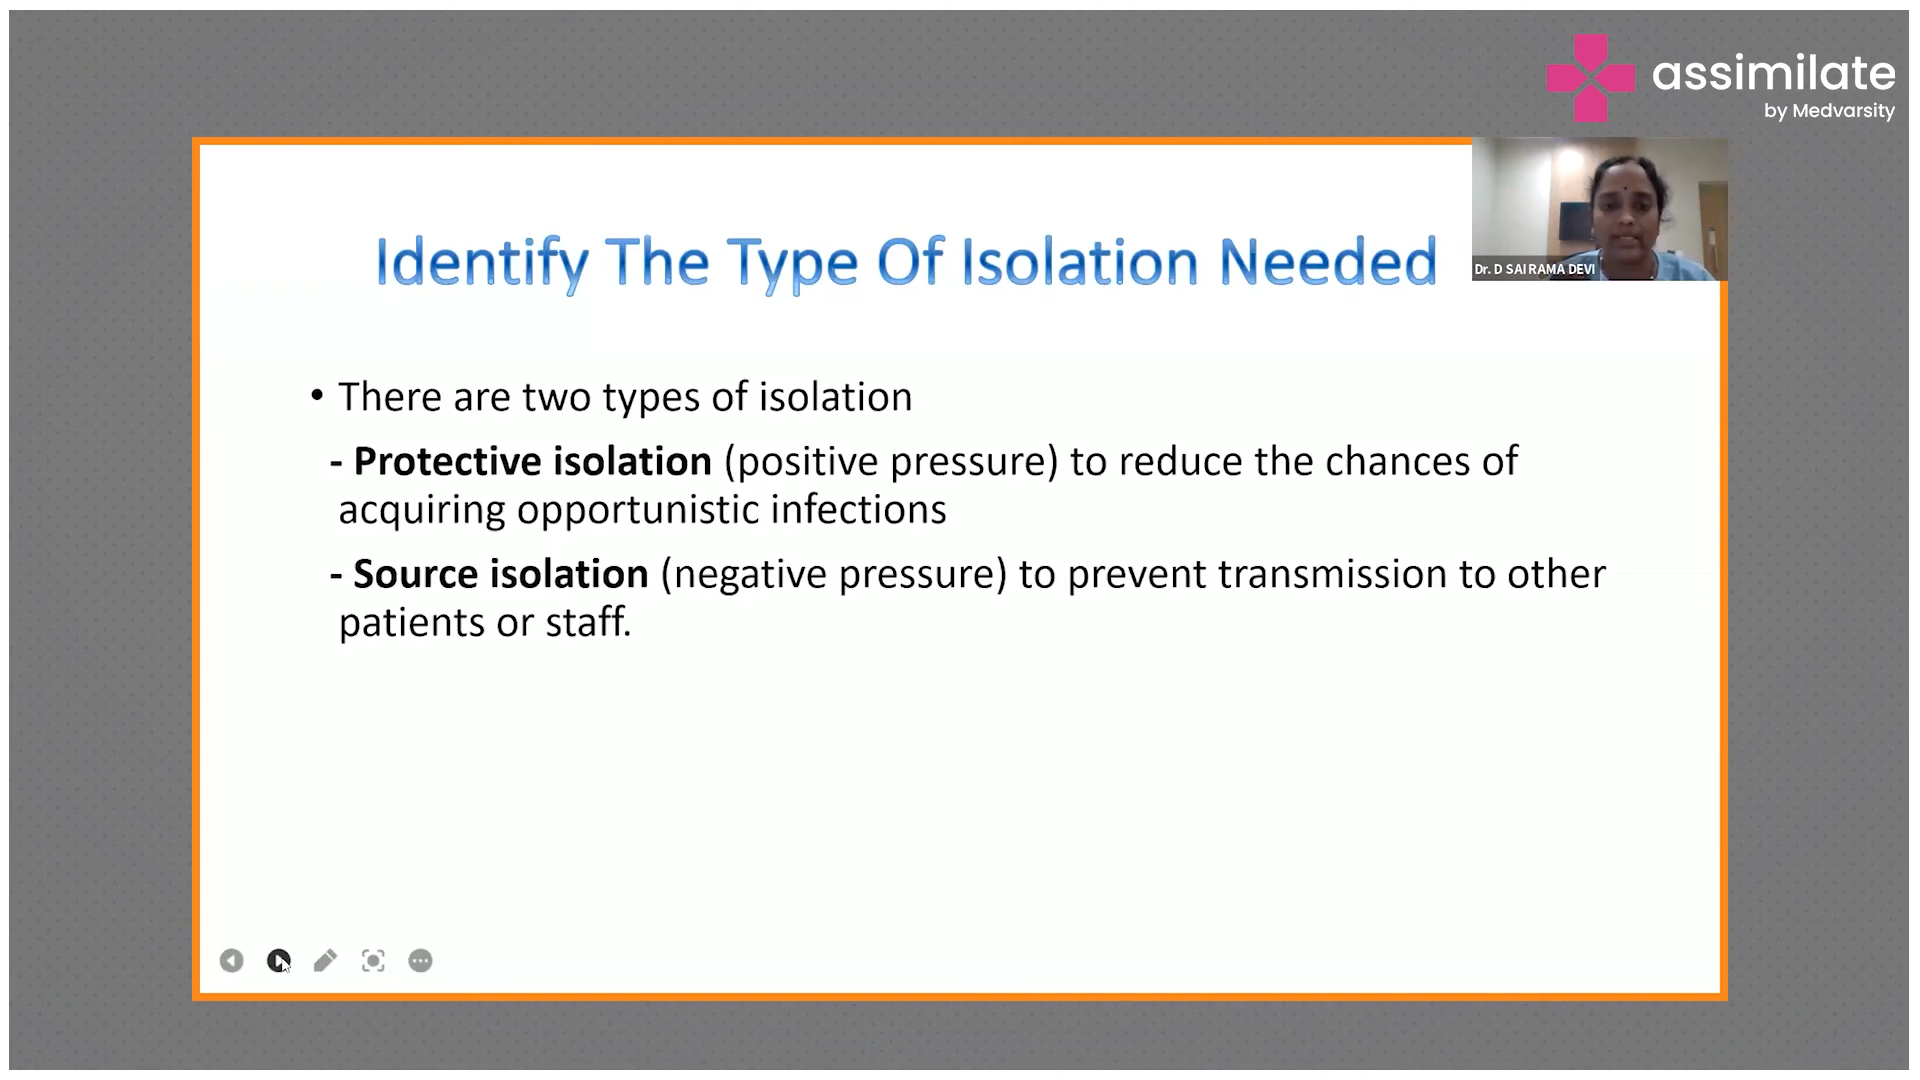 assimilate
by Medvarsity
Identify The Type Of Isolation Needed
Dr. D SAI RAMA DEVI
• There are two types of isolation
- Protective isolation (positive pressure) to reduce the chances of
acquiring opportunistic infections
- Source isolation (negative pressure) to prevent transmission to other
patients or staff.